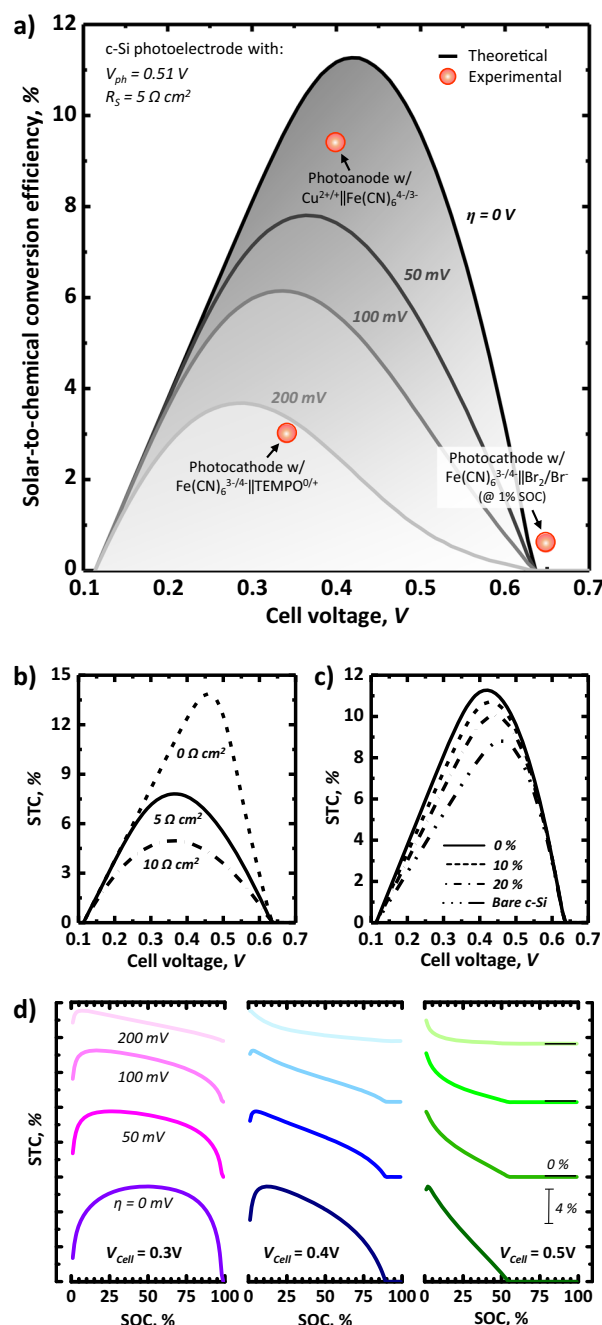 a)
Solar-to-chemical conversion efficiency, %
12
10
8
6
4
2
0
c-Si photoelectrode with:
V_ph = 0.51 V
R_S = 5 Ω cm²
Theoretical
Experimental
Photoanode w/
Cu²⁺/⁺||Fe(CN)₆⁴⁻/³⁻
η = 0 V
50 mV
100 mV
200 mV
Photocathode w/
Fe(CN)₆³⁻/⁴⁻||TEMPO⁰/⁺
Photocathode w/
Fe(CN)₆³⁻/⁴⁻||Br₂/Br⁻
(@ 1% SOC)
0.1 0.2 0.3 0.4 0.5 0.6 0.7
Cell voltage, V
b)
STC, %
15
12
9
6
3
0
0 Ω cm²
5 Ω cm²
10 Ω cm²
0.1 0.2 0.3 0.4 0.5 0.6 0.7
Cell voltage, V
c)
STC, %
12
10
8
6
4
2
0
0 %
10 %
20 %
Bare c-Si
0.1 0.2 0.3 0.4 0.5 0.6 0.7
Cell voltage, V
d)
STC, %
200 mV
100 mV
50 mV
η = 0 mV
V_Cell = 0.3V
0 25 50 75 100
SOC, %
V_Cell = 0.4V
0 25 50 75 100
SOC, %
0 %
4 %
V_Cell = 0.5V
0 25 50 75 100
SOC, %